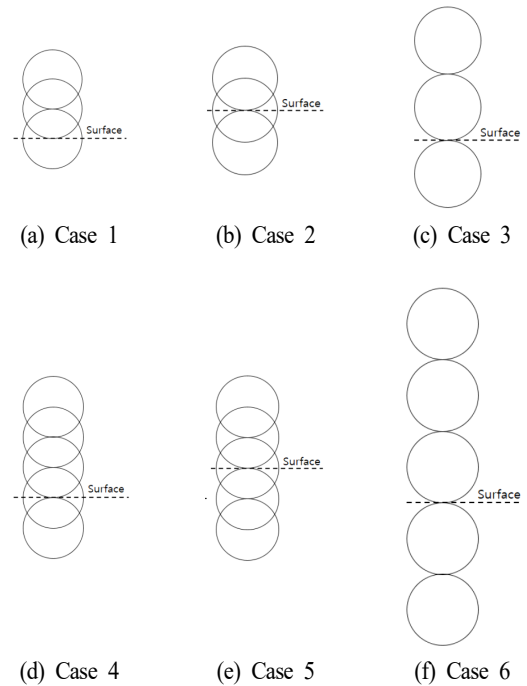 Surface
Surface
Surface
(a) Case 1
(b) Case 2
(c) Case 3
Surface
Surface
Surface
(d) Case 4
(e) Case 5
(f) Case 6